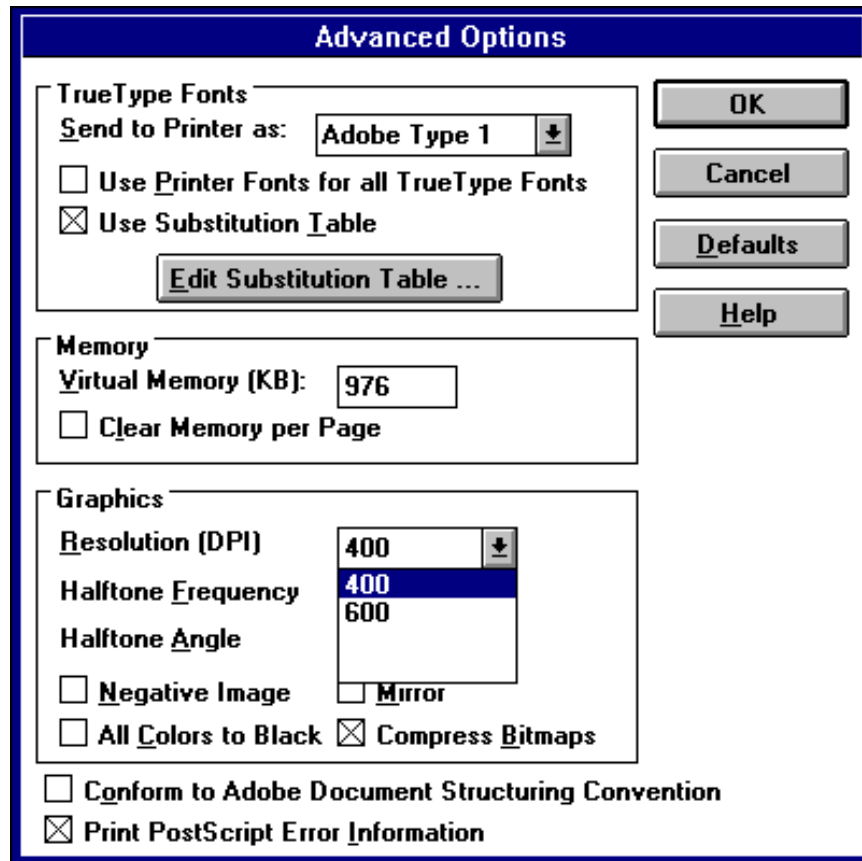 Advanced Options
TrueType Fonts
Send to Printer as: Adobe Type 1
Use Printer Fonts for all TrueType Fonts
Use Substitution Table
Edit Substitution Table ...
OK
Cancel
Defaults
Help
Memory
Virtual Memory (KB): 976
Clear Memory per Page
Graphics
Resolution (DPI) 400
400
600
Halftone Frequency
Halftone Angle
Negative Image Mirror
All Colors to Black Compress Bitmaps
Conform to Adobe Document Structuring Convention
Print PostScript Error Information